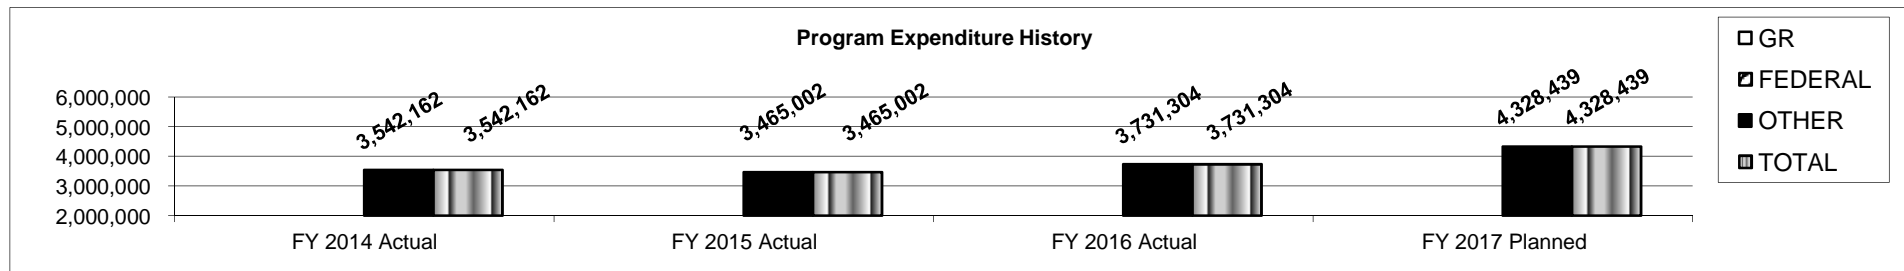 Program Expenditure History
GR
FEDERAL
OTHER
TOTAL
6,000,000
5,000,000
4,000,000
3,000,000
2,000,000
3,542,162
3,542,162
3,465,002
3,465,002
3,731,304
3,731,304
4,328,439
4,328,439
FY 2014 Actual
FY 2015 Actual
FY 2016 Actual
FY 2017 Planned